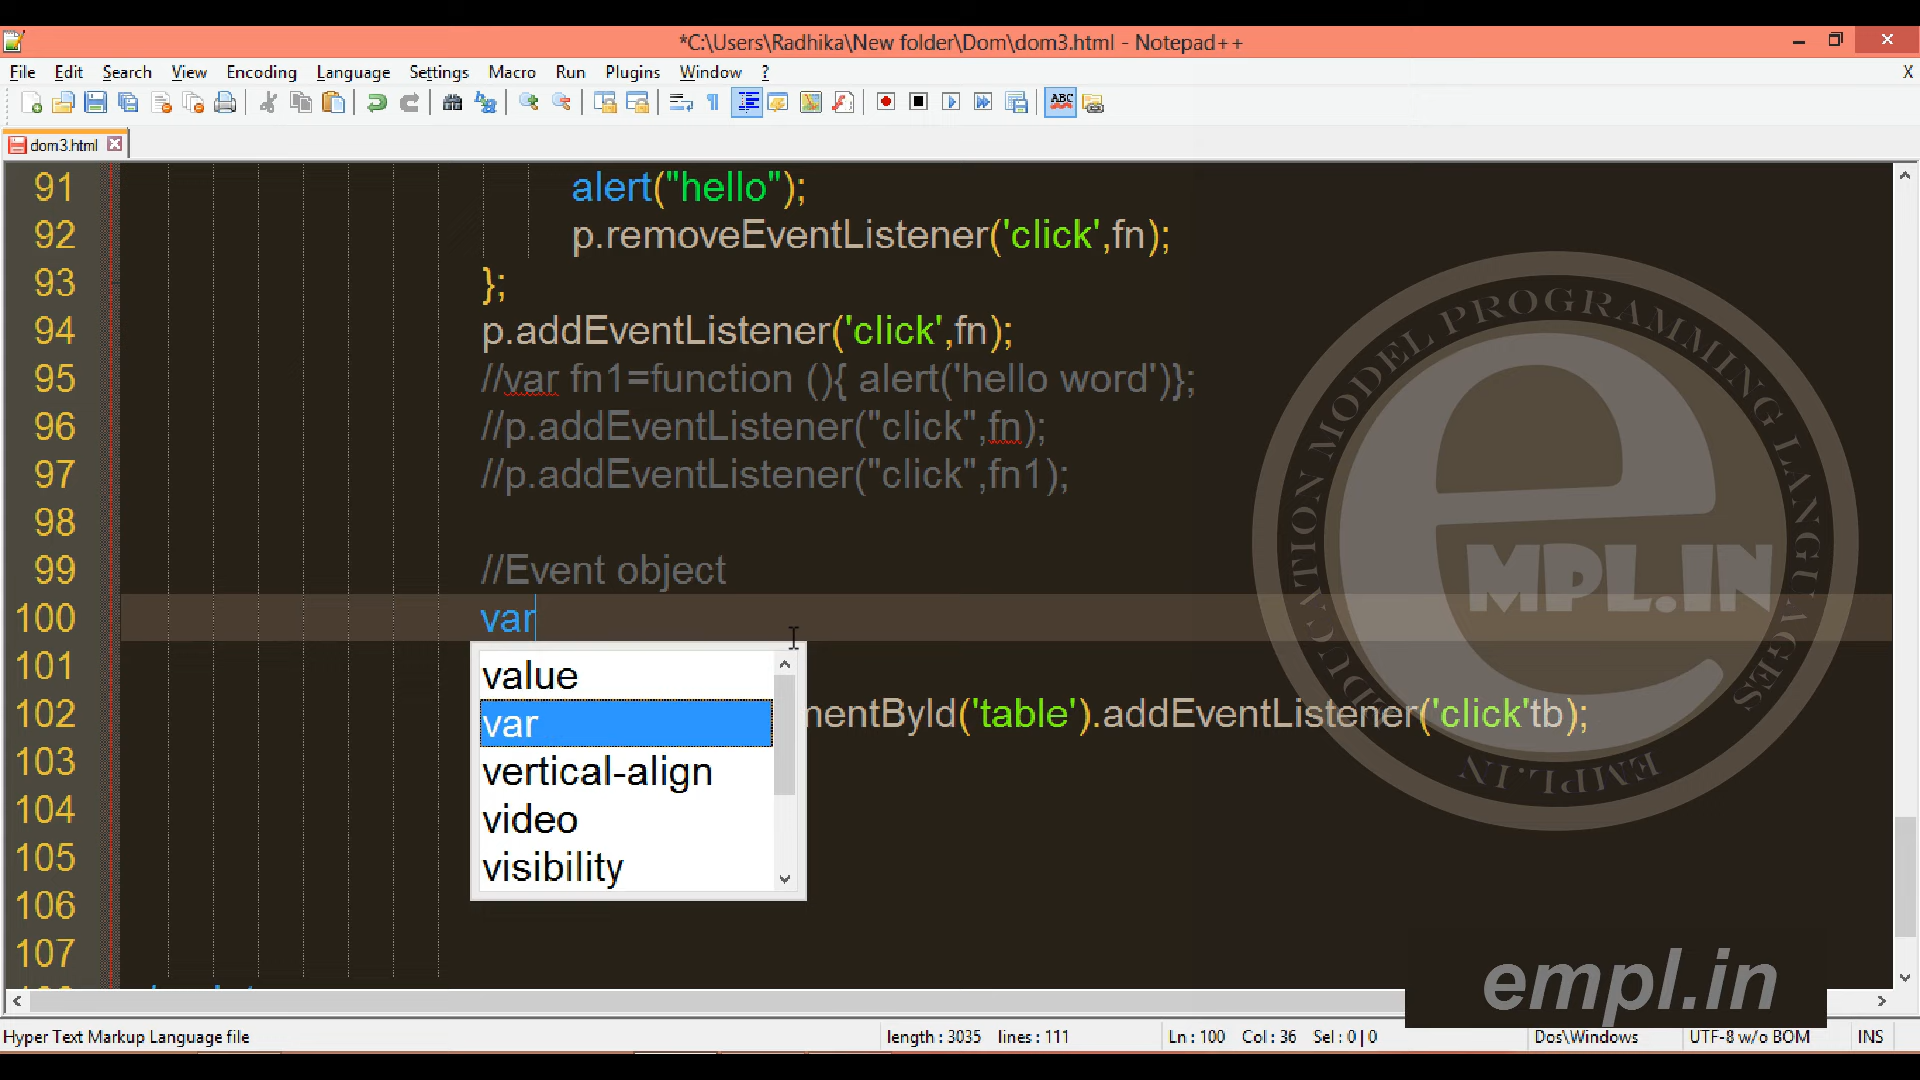 *C:\Users\Radhika\New folder\Dom\dom3.html - Notepad++
File Edit Search View Encoding Language Settings Macro Run Plugins Window ? X
dom3.html
91 alert("hello");
92 p.removeEventListener('click',fn);
93 };
94 p.addEventListener('click',fn);
95 //var fn1=function (){ alert('hello word')};
96 //p.addEventListener("click",fn);
97 //p.addEventListener("click",fn1);
98
99 //Event object
100 var
101
102 mentById('table').addEventListener('click'tb);
103
104
105
106
107
value
var
vertical-align
video
visibility
EDUCATION MODEL PROGRAMMING LANGUAGES
e
MPL.IN
EMPL.IN
empl.in
Hyper Text Markup Language file length : 3035 lines : 111 Ln : 100 Col : 36 Sel : 0 | 0 Dos\Windows UTF-8 w/o BOM INS